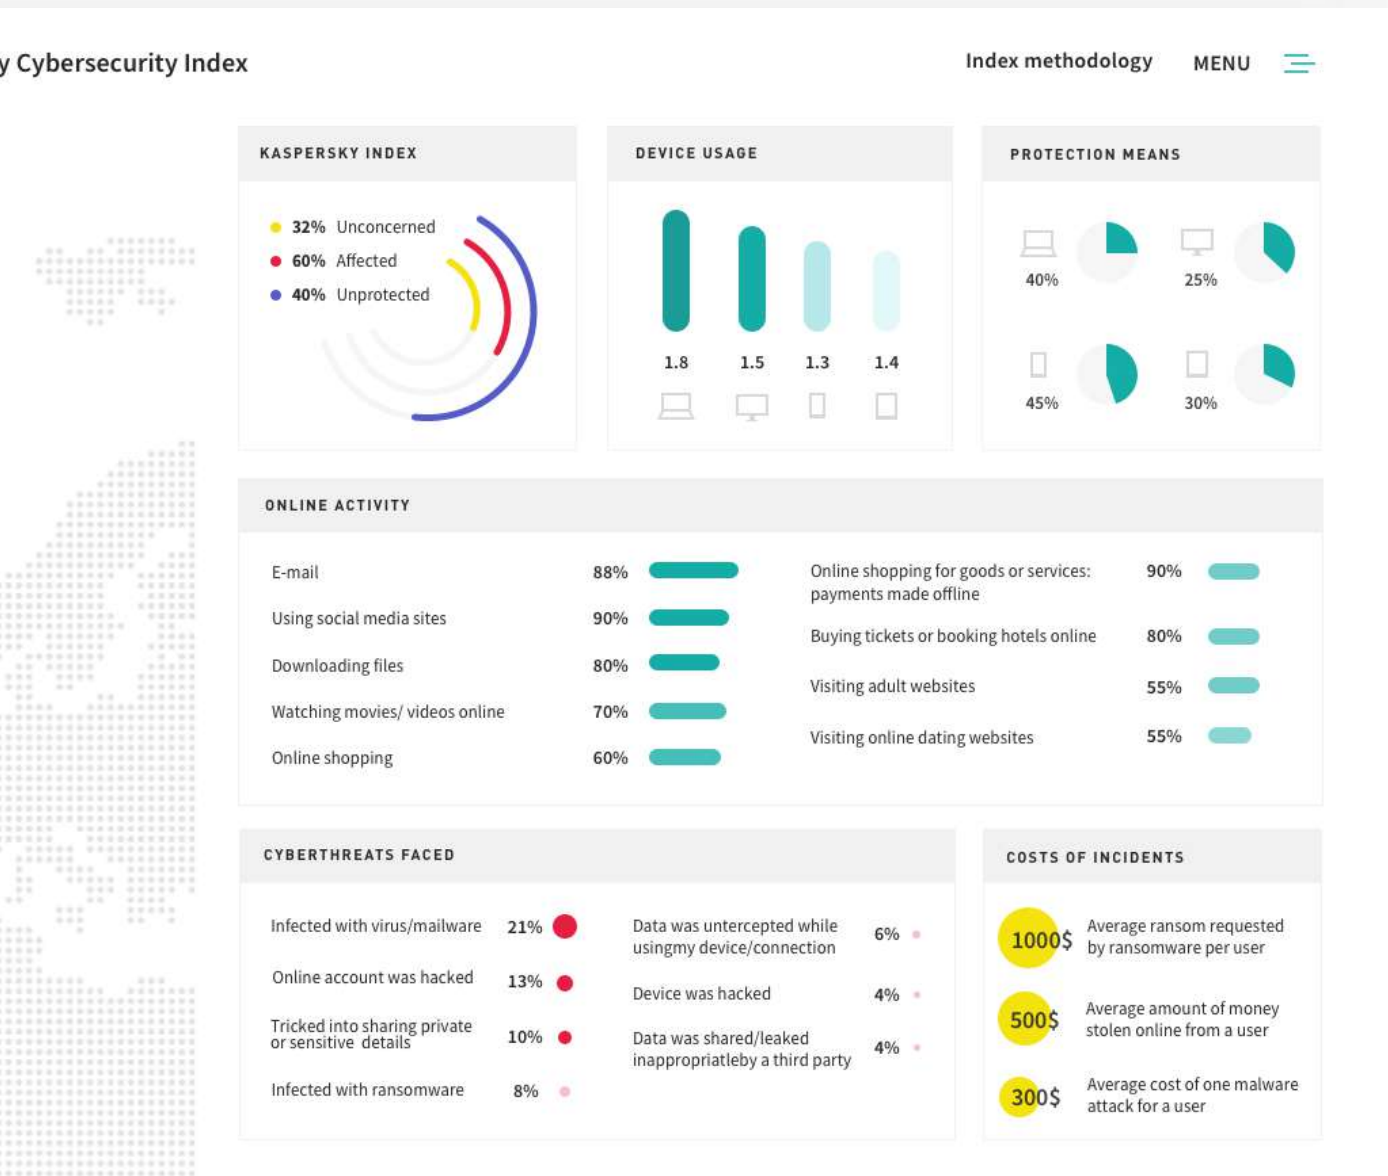 y Cybersecurity Index
Index methodology
MENU
KASPERSKY INDEX
32% Unconcerned
60% Affected
40% Unprotected
DEVICE USAGE
1.8 1.5 1.3 1.4
PROTECTION MEANS
40% 25%
45% 30%
ONLINE ACTIVITY
E-mail 88%
Using social media sites 90%
Downloading files 80%
Watching movies/ videos online 70%
Online shopping 60%
Online shopping for goods or services: 90%
payments made offline
Buying tickets or booking hotels online 80%
Visiting adult websites 55%
Visiting online dating websites 55%
CYBERTHREATS FACED
Infected with virus/mailware 21%
Online account was hacked 13%
Tricked into sharing private
or sensitive details 10%
Infected with ransomware 8%
Data was untercepted while
usingmy device/connection 6%
Device was hacked 4%
Data was shared/leaked
inappropriatleby a third party 4%
COSTS OF INCIDENTS
1000$ Average ransom requested
by ransomware per user
500$ Average amount of money
stolen online from a user
300$ Average cost of one malware
attack for a user